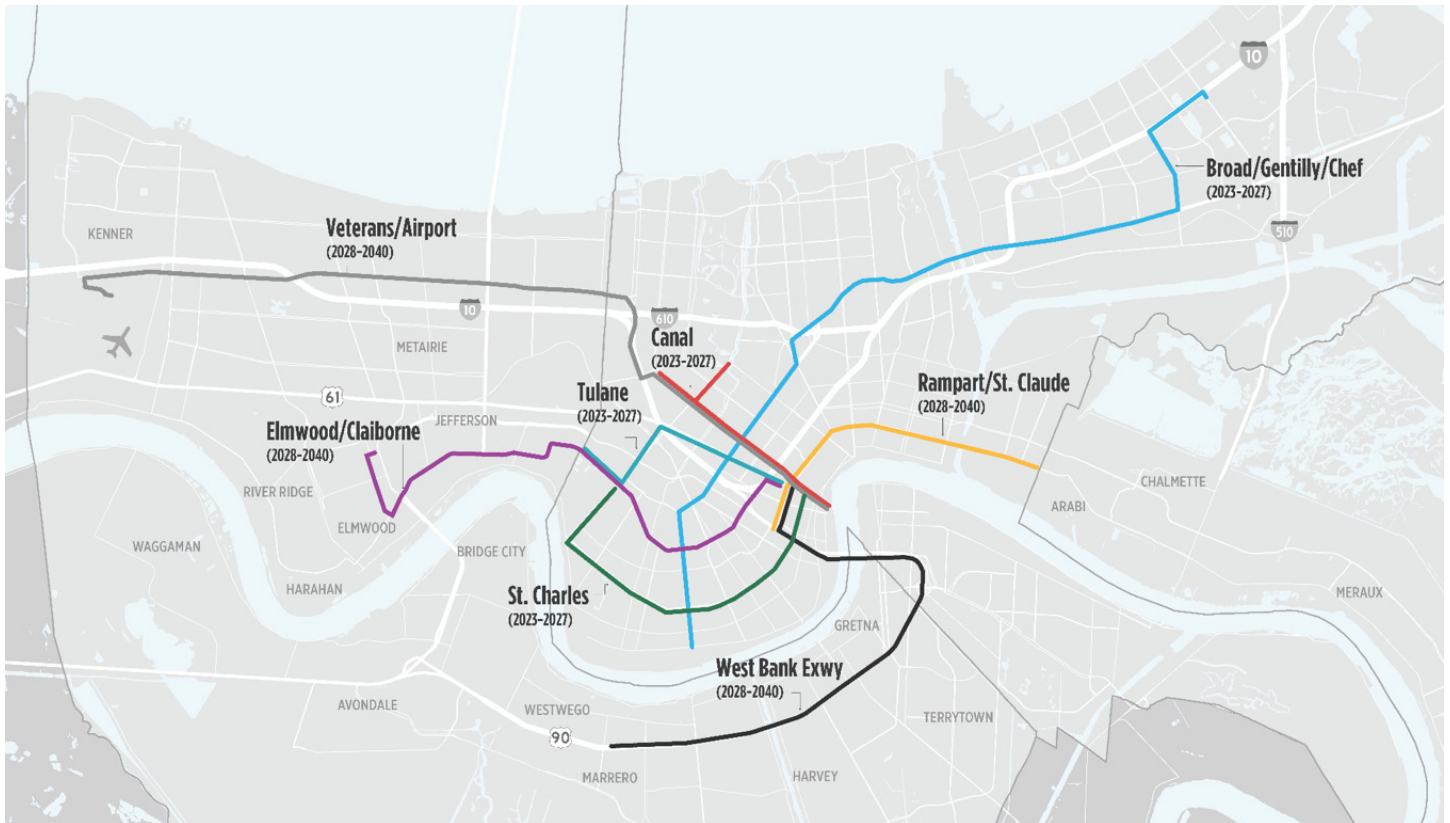 10
Broad/Gentilly/Chef
(2023-2027)
Veterans/Airport
(2028-2040)
KENNER
510
10
610
Canal
(2023-2027)
METAIRIE
Tulane
(2023-2027)
Rampart/St. Claude
(2028-2040)
61
JEFFERSON
Elmwood/Claiborne
(2028-2040)
CHALMETTE
RIVER RIDGE
ARABI
ELMWOOD
WAGGAMAN
BRIDGE CITY
HARAHAN
St. Charles
(2023-2027)
MERAUX
GRETNA
West Bank Exwy
(2028-2040)
AVONDALE
WESTWEGO
TERRYTOWN
90
MARRERO
HARVEY